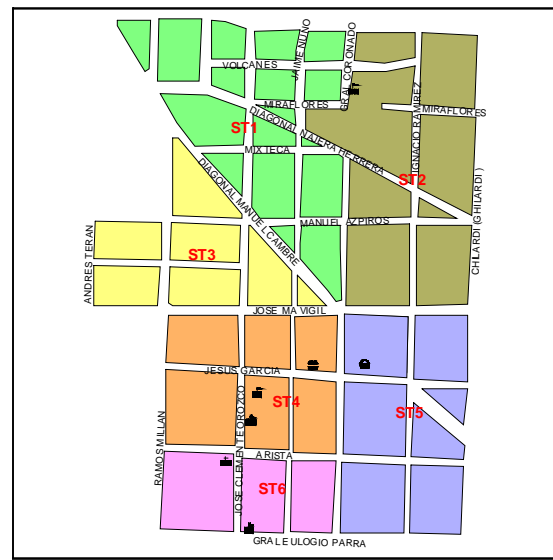 JAIME NUNO
VOLCANES
GRAL CORONADO
IGNACIO RAMIREZ
MIRAFLORES
MIRAFLORES
DIAGONAL NAJERA HERRERA
ST1
MIXTECA
ST2
DIAGONAL MANUEL CAMBRE
MANUEL AZPIROS
CHILARDI (GHILARDI)
ANDRES TERAN
ST3
JOSE MA VIGIL
JESUS GARCIA
ST4
ST5
RAMOS MILLAN
JOSE CLEMENTE OROZCO
ARISTA
ST6
GRAL EULOGIO PARRA